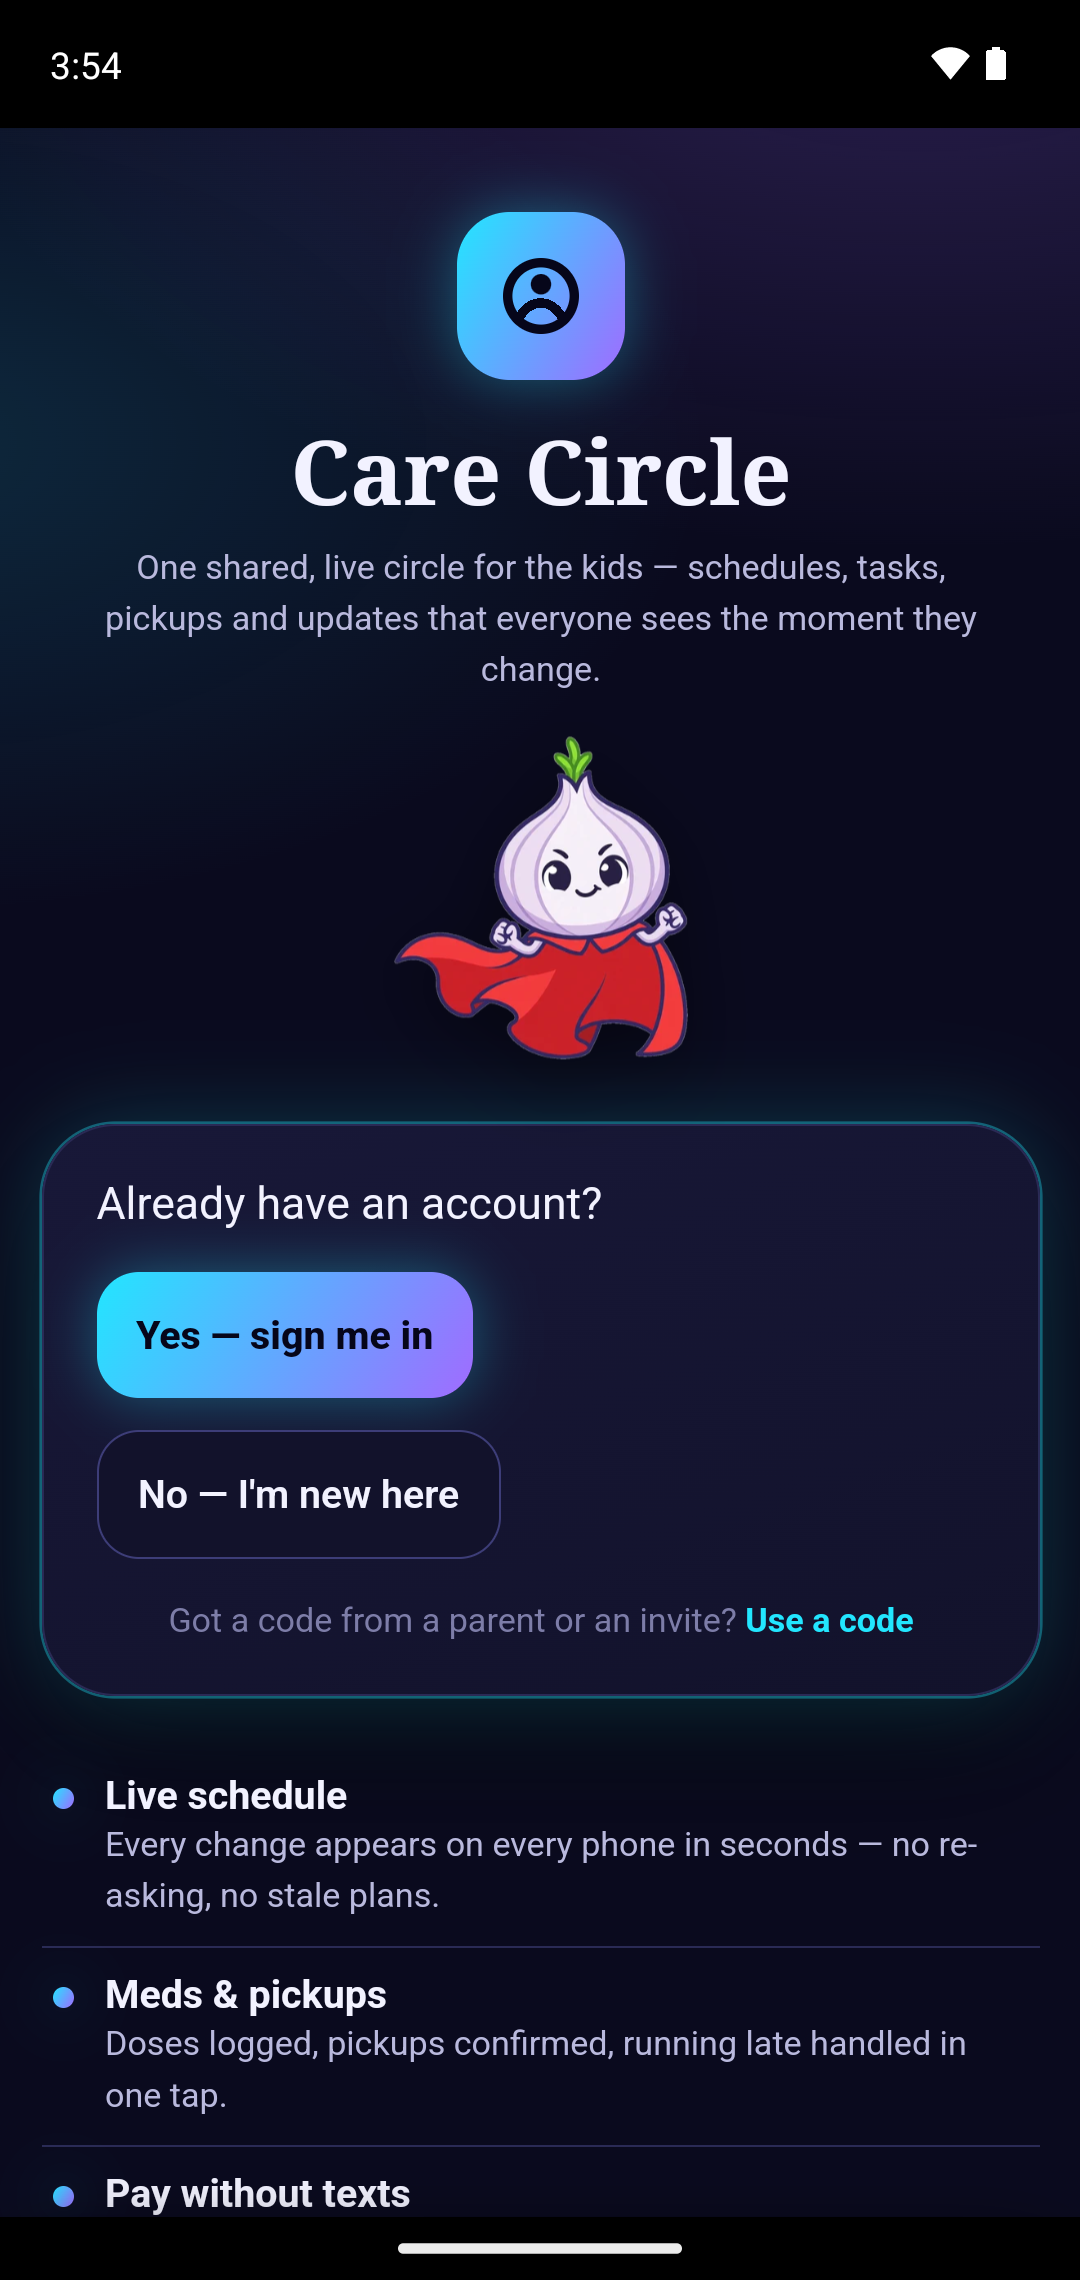 3:54
Care Circle
One shared, live circle for the kids — schedules, tasks,
pickups and updates that everyone sees the moment they
change.
Already have an account?
Yes — sign me in
No — I'm new here
Got a code from a parent or an invite? Use a code
Live schedule
Every change appears on every phone in seconds — no re-
asking, no stale plans.
Meds & pickups
Doses logged, pickups confirmed, running late handled in
one tap.
Pay without texts